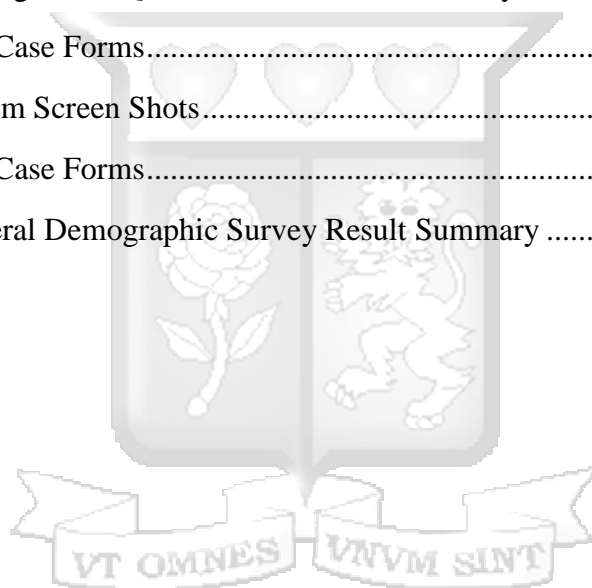 Case Forms..............................................................
m Screen Shots........................................................
Case Forms..............................................................
eral Demographic Survey Result Summary ......
VT OMNES VNVM SINT